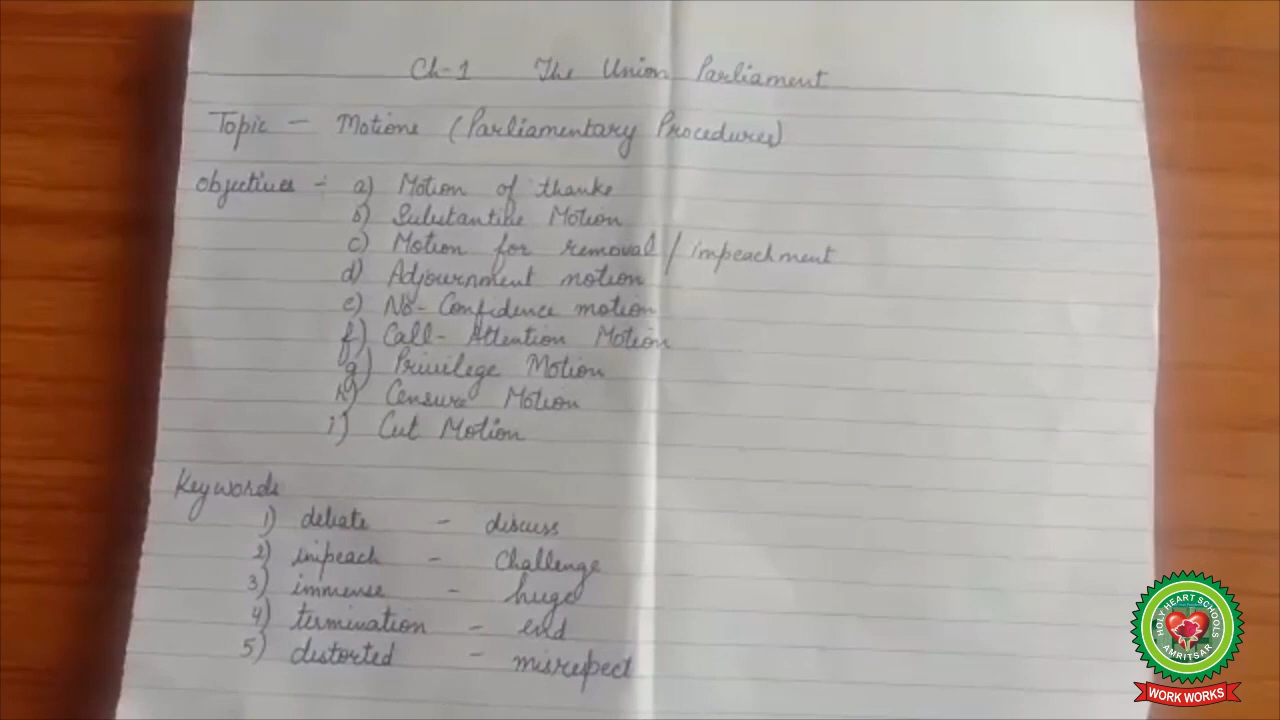 Ch-1 The Union Parliament
Topic - Motions (Parliamentary Procedures)
Objectives :- a) Motion of thanks
b) Substantive Motion
c) Motion for removal / impeachment
d) Adjournment motion
e) No-Confidence motion
f) Call-Attention Motion
g) Privilege Motion
h) Censure Motion
i) Cut Motion
Keywords
1) debate - discuss
2) impeach - Challenge
3) immense - huge
4) termination - end
5) distorted - misrepect
HOLY HEART SCHOOLS
AMRITSAR
WORK WORKS